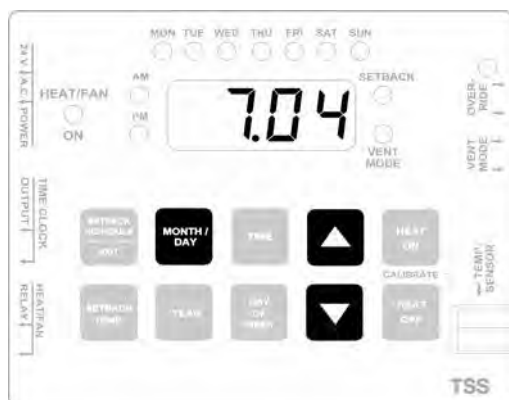 MON TUE WED THU FRI SAT SUN
24 V. A.C. POWER
HEAT/FAN
ON
AM
PM
7.04
SETBACK
VENT
MODE
OVER-
RIDE
VENT
MODE
TIME CLOCK
OUTPUT
SETBACK
SCHEDULE
MONTH /
DAY
TIME
HEAT
ON
CALIBRATE
HEAT/FAN
RELAY
SETBACK
TEMP
YEAR
DAY
OF
WEEK
HEAT
OFF
TEMP.
SENSOR
TSS